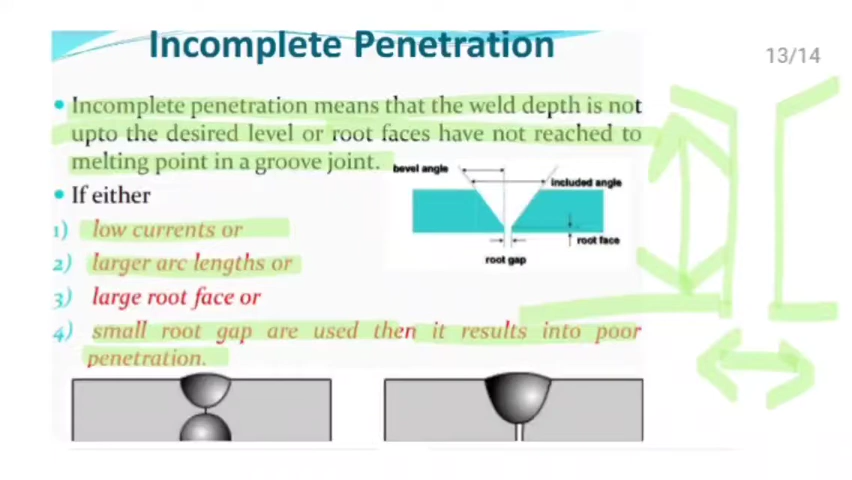 Incomplete Penetration
13/14
• Incomplete penetration means that the weld depth is not
upto the desired level or root faces have not reached to
melting point in a groove joint.
• If either
1) low currents or
2) larger arc lengths or
3) large root face or
4) small root gap are used then it results into poor
penetration.
bevel angle
included angle
root face
root gap